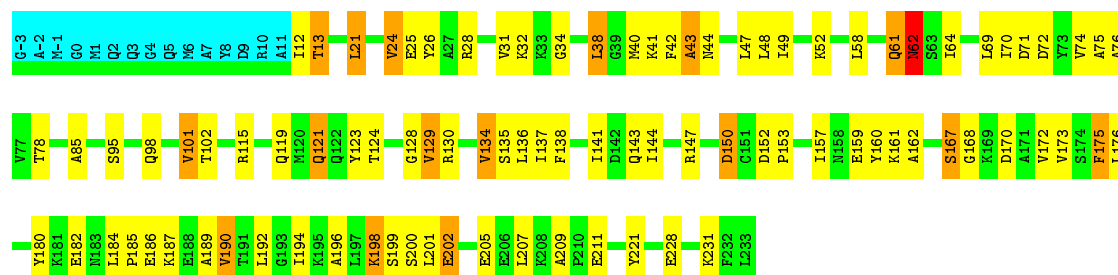 G-3 A-2 M-1 G0 M1 Q2 Q3 G4 Q5 M6 A7 Y8 D9 R10 A11 I12 T13 L21 V24 E25 Y26 A27 R28 V31 K32 K33 G34 L38 G39 M40 K41 F42 A43 N44 L47 L48 I49 K52 L58 Q61 N62 S63 I64 L69 I70 D71 D72 Y73 V74 A75 A76
V77 T78 A85 S95 Q98 V101 T102 R115 Q119 M120 Q121 Q122 Y123 T124 G128 V129 R130 V134 S135 L136 I137 F138 I141 D142 Q143 I144 R147 D150 C151 D152 P153 I157 N158 E159 Y160 K161 A162 S167 G168 K169 D170 A171 V172 V173 S174 F175 L176
Y180 K181 E182 N183 L184 P185 E186 K187 E188 A189 V190 T191 L192 G193 I194 K195 A196 L197 K198 S199 S200 L201 E202 E205 E206 L207 K208 A209 P210 E211 Y221 E228 K231 F232 L233